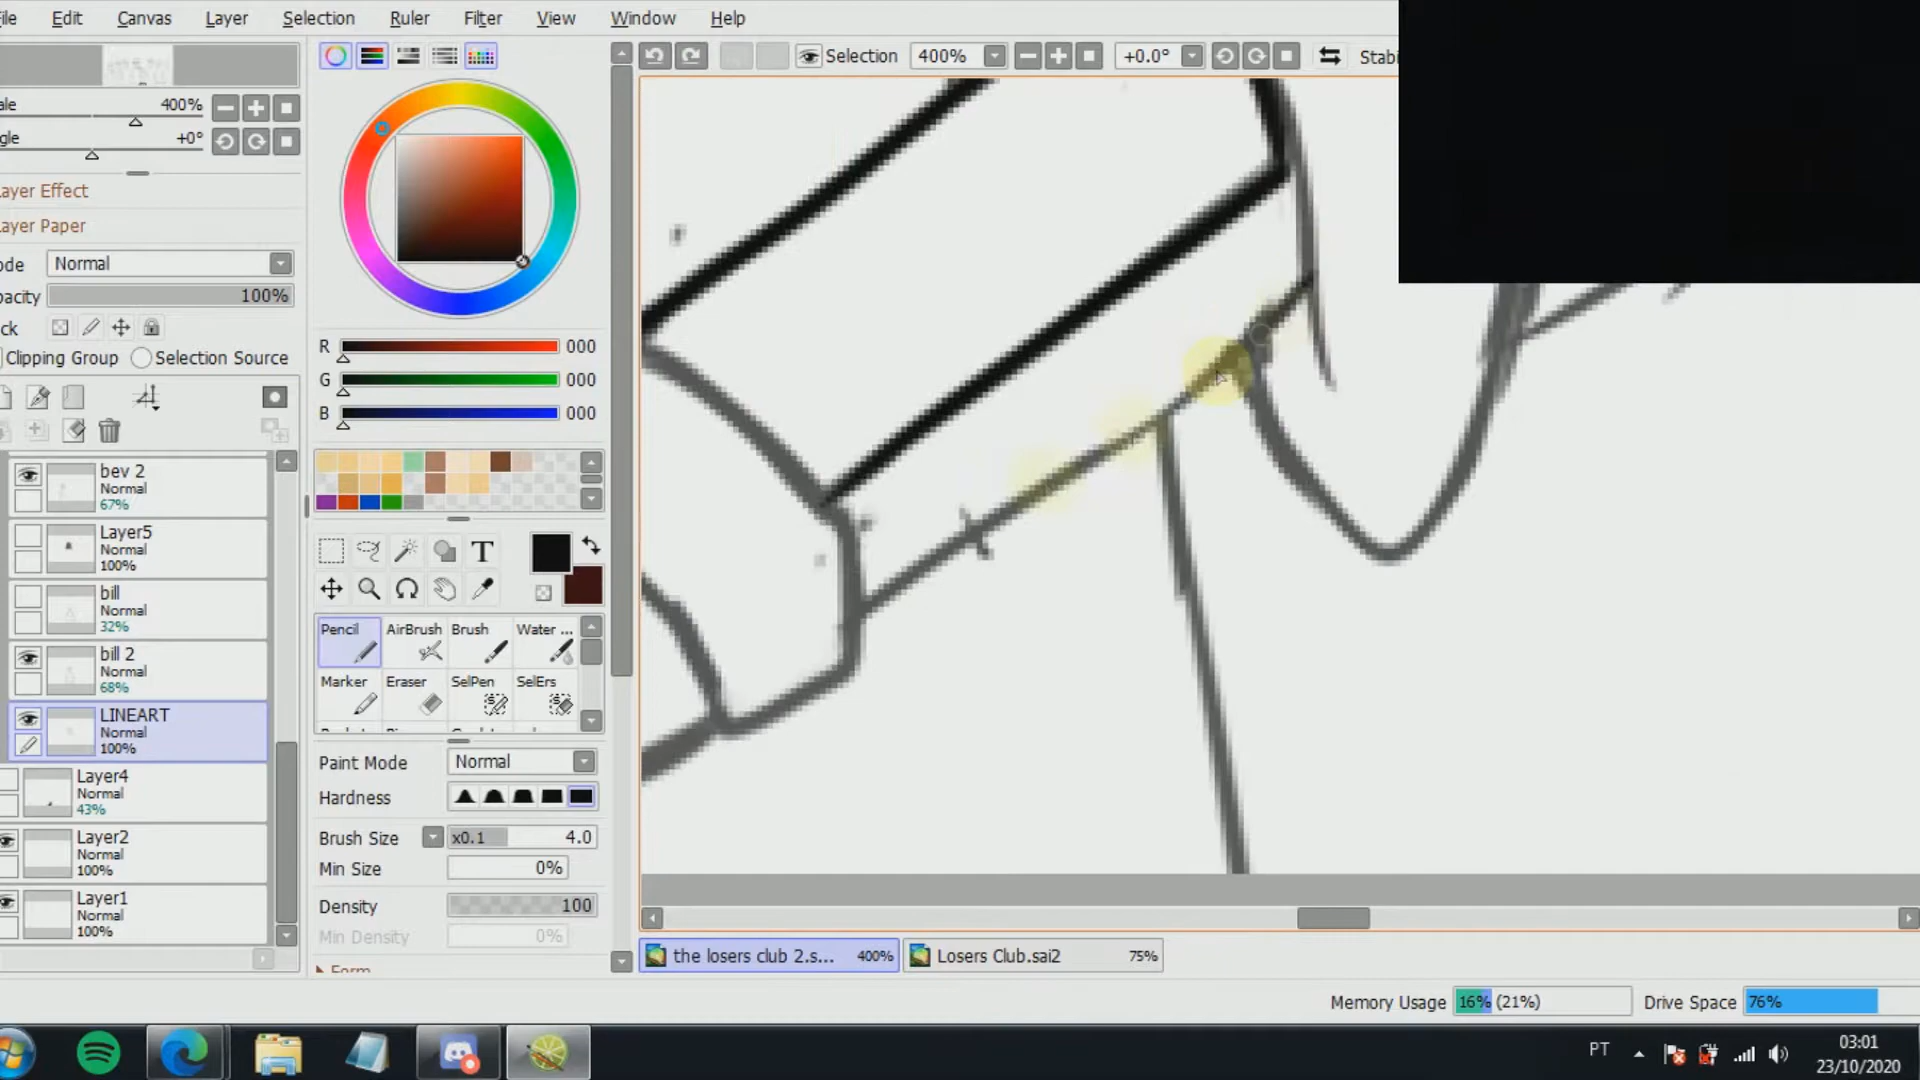 ile Edit Canvas Layer Selection Ruler Filter View Window Help
Selection 400% +0.0° Stabi
ale 400%
ngle +0°
ayer Effect
ayer Paper
ode Normal
pacity 100%
ck
Clipping Group Selection Source
R 000
G 000
B 000
bev 2
Normal
67%
Layer5
Normal
100%
bill
Normal
32%
bill 2
Normal
68%
LINEART
Normal
100%
Layer4
Normal
43%
Layer2
Normal
100%
Layer1
Normal
100%
T
Pencil AirBrush Brush Water ...
Marker Eraser SelPen SelErs
Paint Mode Normal
Hardness
Brush Size x0.1 4.0
Min Size 0%
Density 100
Min Density 0%
Form
the losers club 2.s... 400% Losers Club.sai2 75%
Memory Usage 16% (21%) Drive Space 76%
PT 03:01
23/10/2020